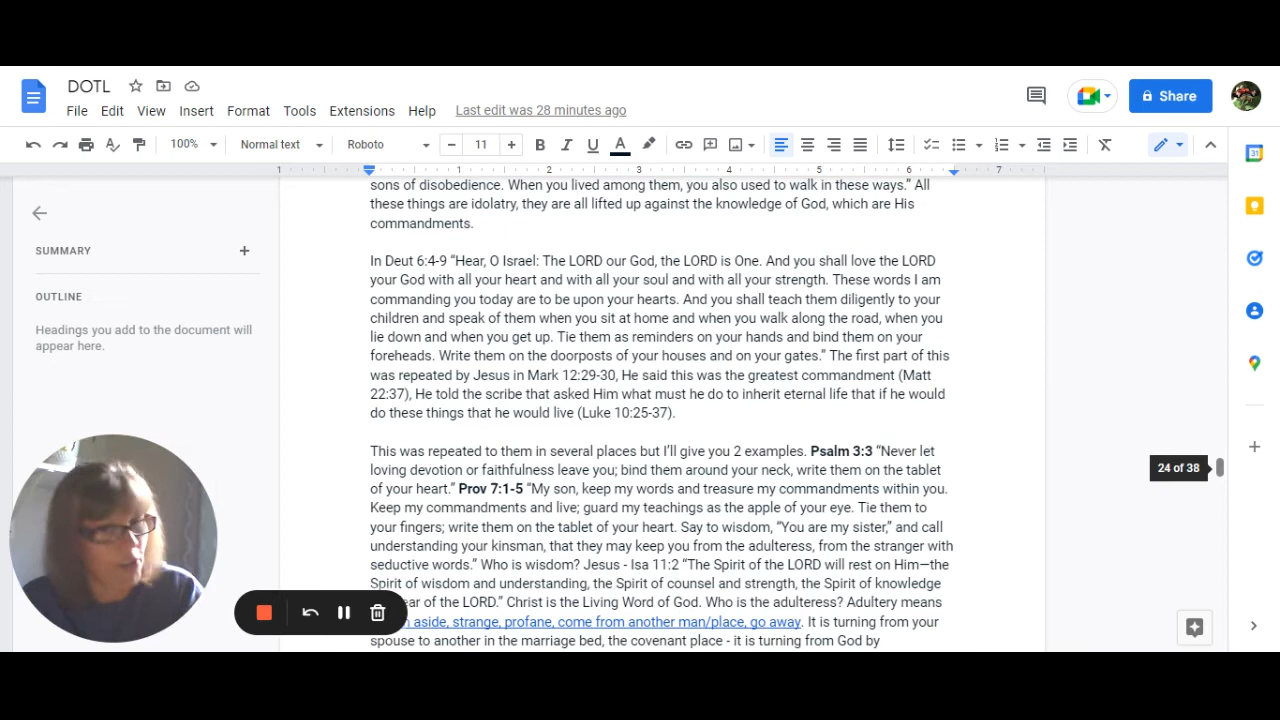 DOTL
File Edit View Insert Format Tools Extensions Help Last edit was 28 minutes ago
Share
100% Normal text Roboto 11
1 1 2 3 4 5 6 7
31
SUMMARY
OUTLINE
Headings you add to the document will
appear here.
sons of disobedience. When you lived among them, you also used to walk in these ways.” All
these things are idolatry, they are all lifted up against the knowledge of God, which are His
commandments.
In Deut 6:4-9 “Hear, O Israel: The LORD our God, the LORD is One. And you shall love the LORD
your God with all your heart and with all your soul and with all your strength. These words I am
commanding you today are to be upon your hearts. And you shall teach them diligently to your
children and speak of them when you sit at home and when you walk along the road, when you
lie down and when you get up. Tie them as reminders on your hands and bind them on your
foreheads. Write them on the doorposts of your houses and on your gates.” The first part of this
was repeated by Jesus in Mark 12:29-30, He said this was the greatest commandment (Matt
22:37), He told the scribe that asked Him what must he do to inherit eternal life that if he would
do these things that he would live (Luke 10:25-37).
This was repeated to them in several places but I’ll give you 2 examples. Psalm 3:3 “Never let
loving devotion or faithfulness leave you; bind them around your neck, write them on the tablet
of your heart.” Prov 7:1-5 “My son, keep my words and treasure my commandments within you.
Keep my commandments and live; guard my teachings as the apple of your eye. Tie them to
your fingers; write them on the tablet of your heart. Say to wisdom, “You are my sister,” and call
understanding your kinsman, that they may keep you from the adulteress, from the stranger with
seductive words.” Who is wisdom? Jesus - Isa 11:2 “The Spirit of the LORD will rest on Him—the
Spirit of wisdom and understanding, the Spirit of counsel and strength, the Spirit of knowledge
of the LORD.” Christ is the Living Word of God. Who is the adulteress? Adultery means
aside, strange, profane, come from another man/place, go away. It is turning from your
spouse to another in the marriage bed, the covenant place - it is turning from God by
24 of 38